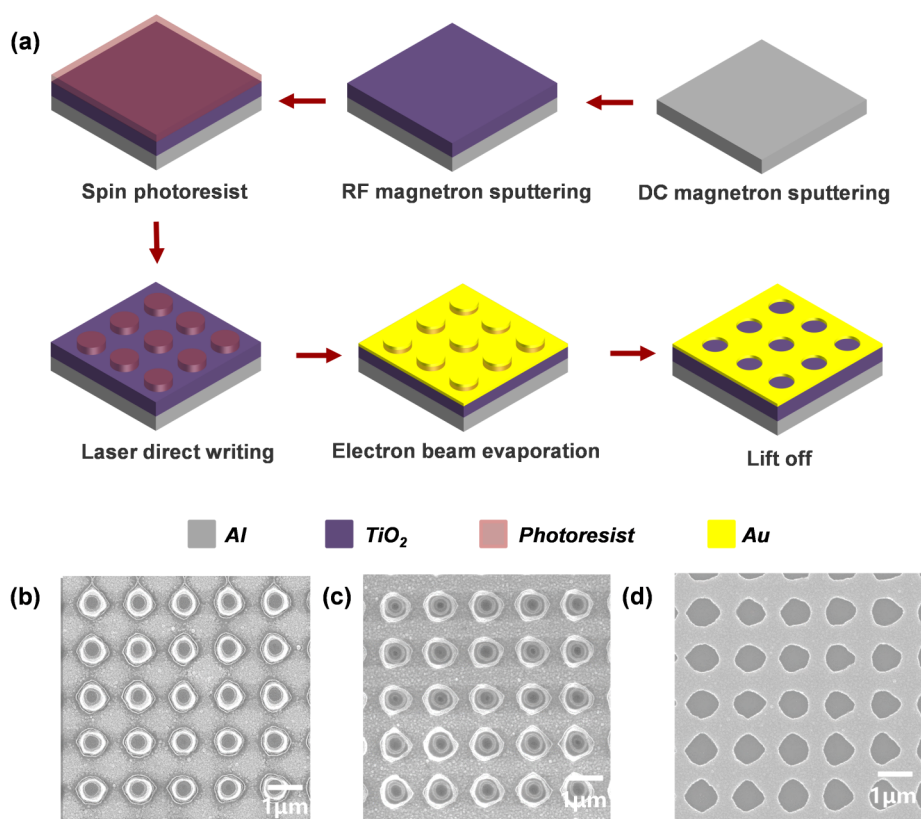 (a)
Spin photoresist
RF magnetron sputtering
DC magnetron sputtering
Laser direct writing
Electron beam evaporation
Lift off
Al
TiO₂
Photoresist
Au
(b)
(c)
(d)
1μm
1μm
1μm